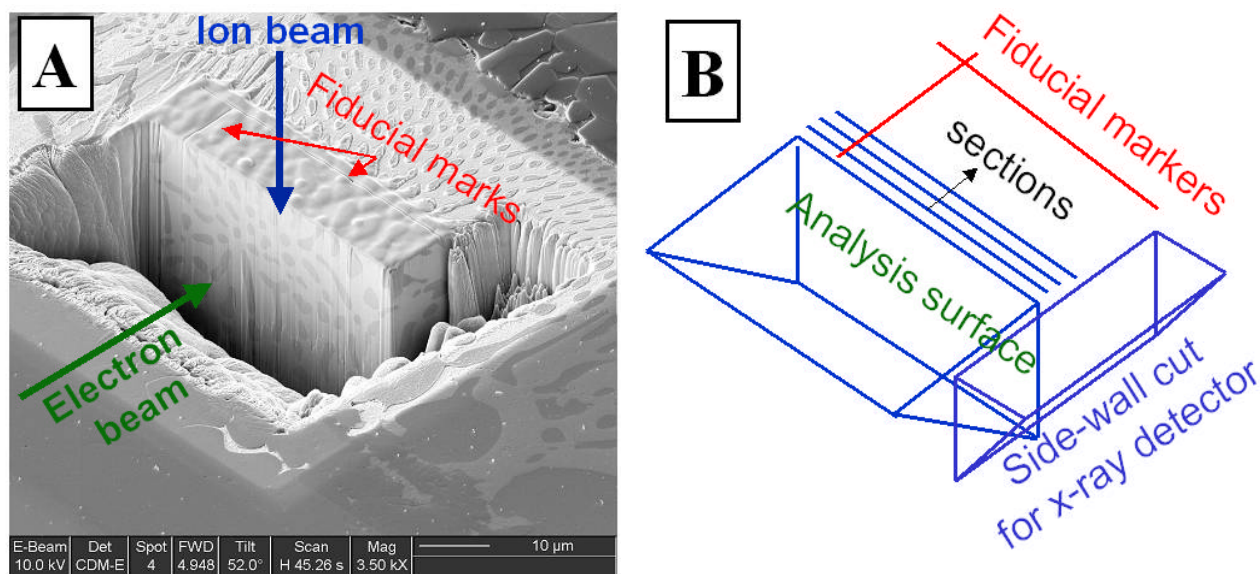 A
Ion beam
Fiducial marks
Electron
beam
E-Beam Det Spot FWD Tilt Scan Mag
10.0 kV CDM-E 4 4.948 52.0° H 45.26 s 3.50 kX
10 µm
B
Fiducial markers
sections
Analysis surface
Side-wall cut
for x-ray detector